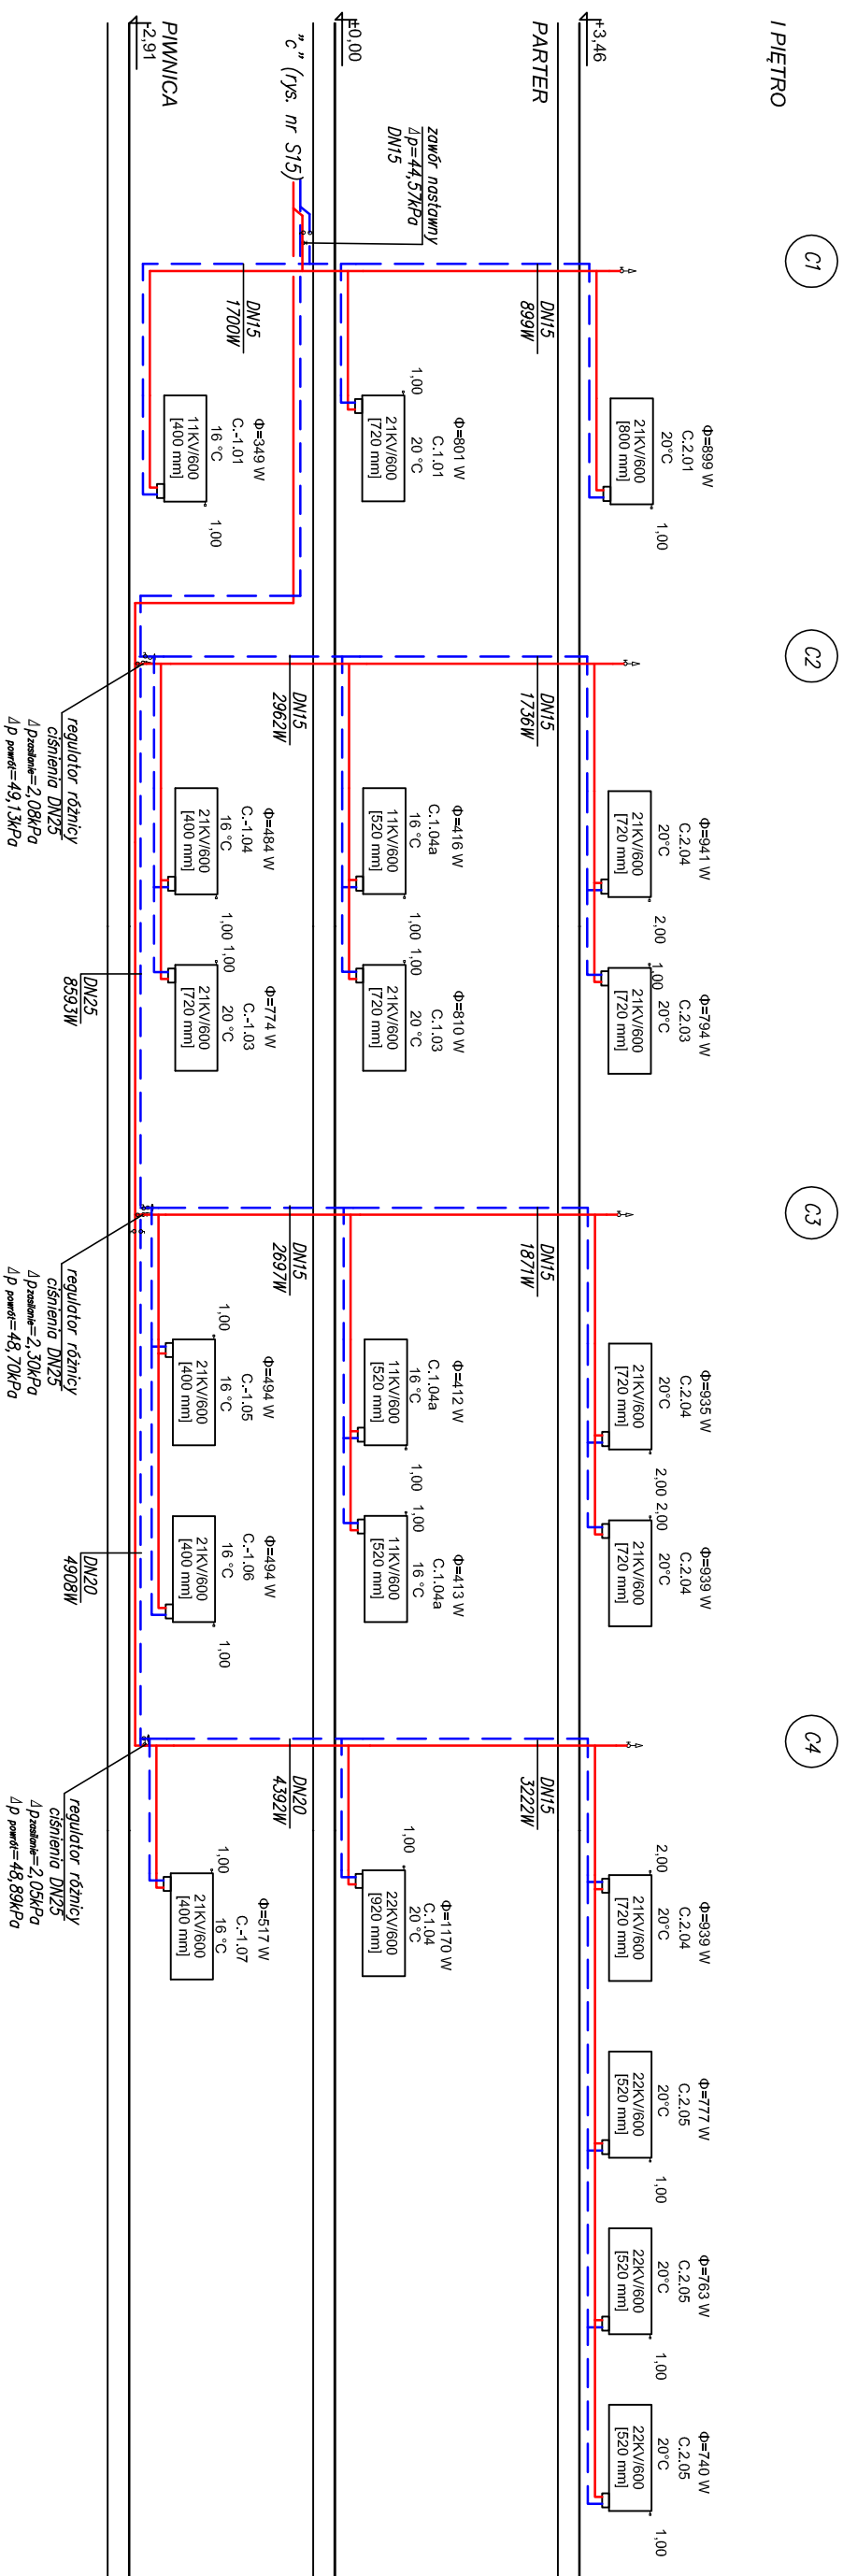 C1
C2
C3
C4
I PIĘTRO
Φ=899 W
C.2.01
20°C
21KV/600
[800 mm]
1,00
Φ=941 W
C.2.04
20°C
21KV/600
[720 mm]
2,00
Φ=794 W
C.2.03
20°C
21KV/600
[720 mm]
1,00
Φ=935 W
C.2.04
20°C
21KV/600
[720 mm]
2,00
Φ=939 W
C.2.04
20°C
21KV/600
[720 mm]
2,00
Φ=939 W
C.2.04
20°C
21KV/600
[720 mm]
2,00
Φ=777 W
C.2.05
20°C
22KV/600
[520 mm]
1,00
Φ=763 W
C.2.05
20°C
22KV/600
[520 mm]
1,00
Φ=740 W
C.2.05
20°C
22KV/600
[520 mm]
1,00
+3,46
PARTER
DN15
899W
DN15
1736W
DN15
1871W
DN15
3222W
zawór nastawny
Δp=44,57kPa
DN15
Φ=801 W
C.1.01
20 °C
21KV/600
[720 mm]
1,00
Φ=416 W
C.1.04a
16 °C
11KV/600
[520 mm]
1,00
Φ=810 W
C.1.03
20 °C
21KV/600
[720 mm]
1,00
Φ=412 W
C.1.04a
16 °C
11KV/600
[520 mm]
1,00
Φ=413 W
C.1.04a
16 °C
11KV/600
[520 mm]
1,00
Φ=1170 W
C.1.04
20 °C
22KV/600
[920 mm]
1,00
±0,00
"c" (rys. nr S15)
DN15
1700W
DN15
2962W
DN15
2697W
DN20
4392W
PIWNICA
Φ=349 W
C.-1.01
16 °C
11KV/600
[400 mm]
1,00
Φ=484 W
C.-1.04
16 °C
21KV/600
[400 mm]
1,00
Φ=774 W
C.-1.03
20 °C
21KV/600
[720 mm]
1,00
Φ=494 W
C.-1.05
16 °C
21KV/600
[400 mm]
1,00
Φ=494 W
C.-1.06
16 °C
21KV/600
[400 mm]
1,00
Φ=517 W
C.-1.07
16 °C
21KV/600
[400 mm]
1,00
-2,91
DN25
8593W
DN20
4908W
regulator różnicy
ciśnienia DN25
Δp zasilanie=2,08kPa
Δp powrót=49,13kPa
regulator różnicy
ciśnienia DN25
Δp zasilanie=2,30kPa
Δp powrót=48,70kPa
regulator różnicy
ciśnienia DN25
Δp zasilanie=2,05kPa
Δp powrót=48,89kPa